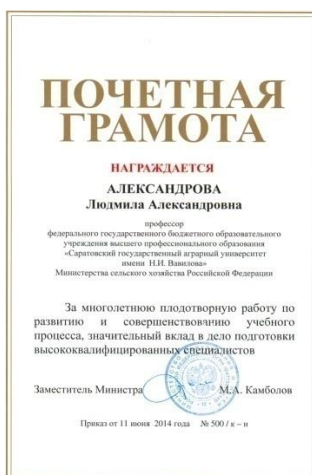 ПОЧЕТНАЯ
ГРАМОТА
НАГРАЖДАЕТСЯ
АЛЕКСАНДРОВА
Людмила Александровна
профессор
федерального государственного бюджетного образовательного
учреждения высшего профессионального образования
«Саратовский государственный аграрный университет
имени Н.И. Вавилова»
Министерства сельского хозяйства Российской Федерации
За многолетнюю плодотворную работу по
развитию и совершенствованию учебного
процесса, значительный вклад в дело подготовки
высококвалифицированных специалистов
Заместитель Министра М.А. Камболов
Приказ от 11 июня 2014 года № 500 / к – н